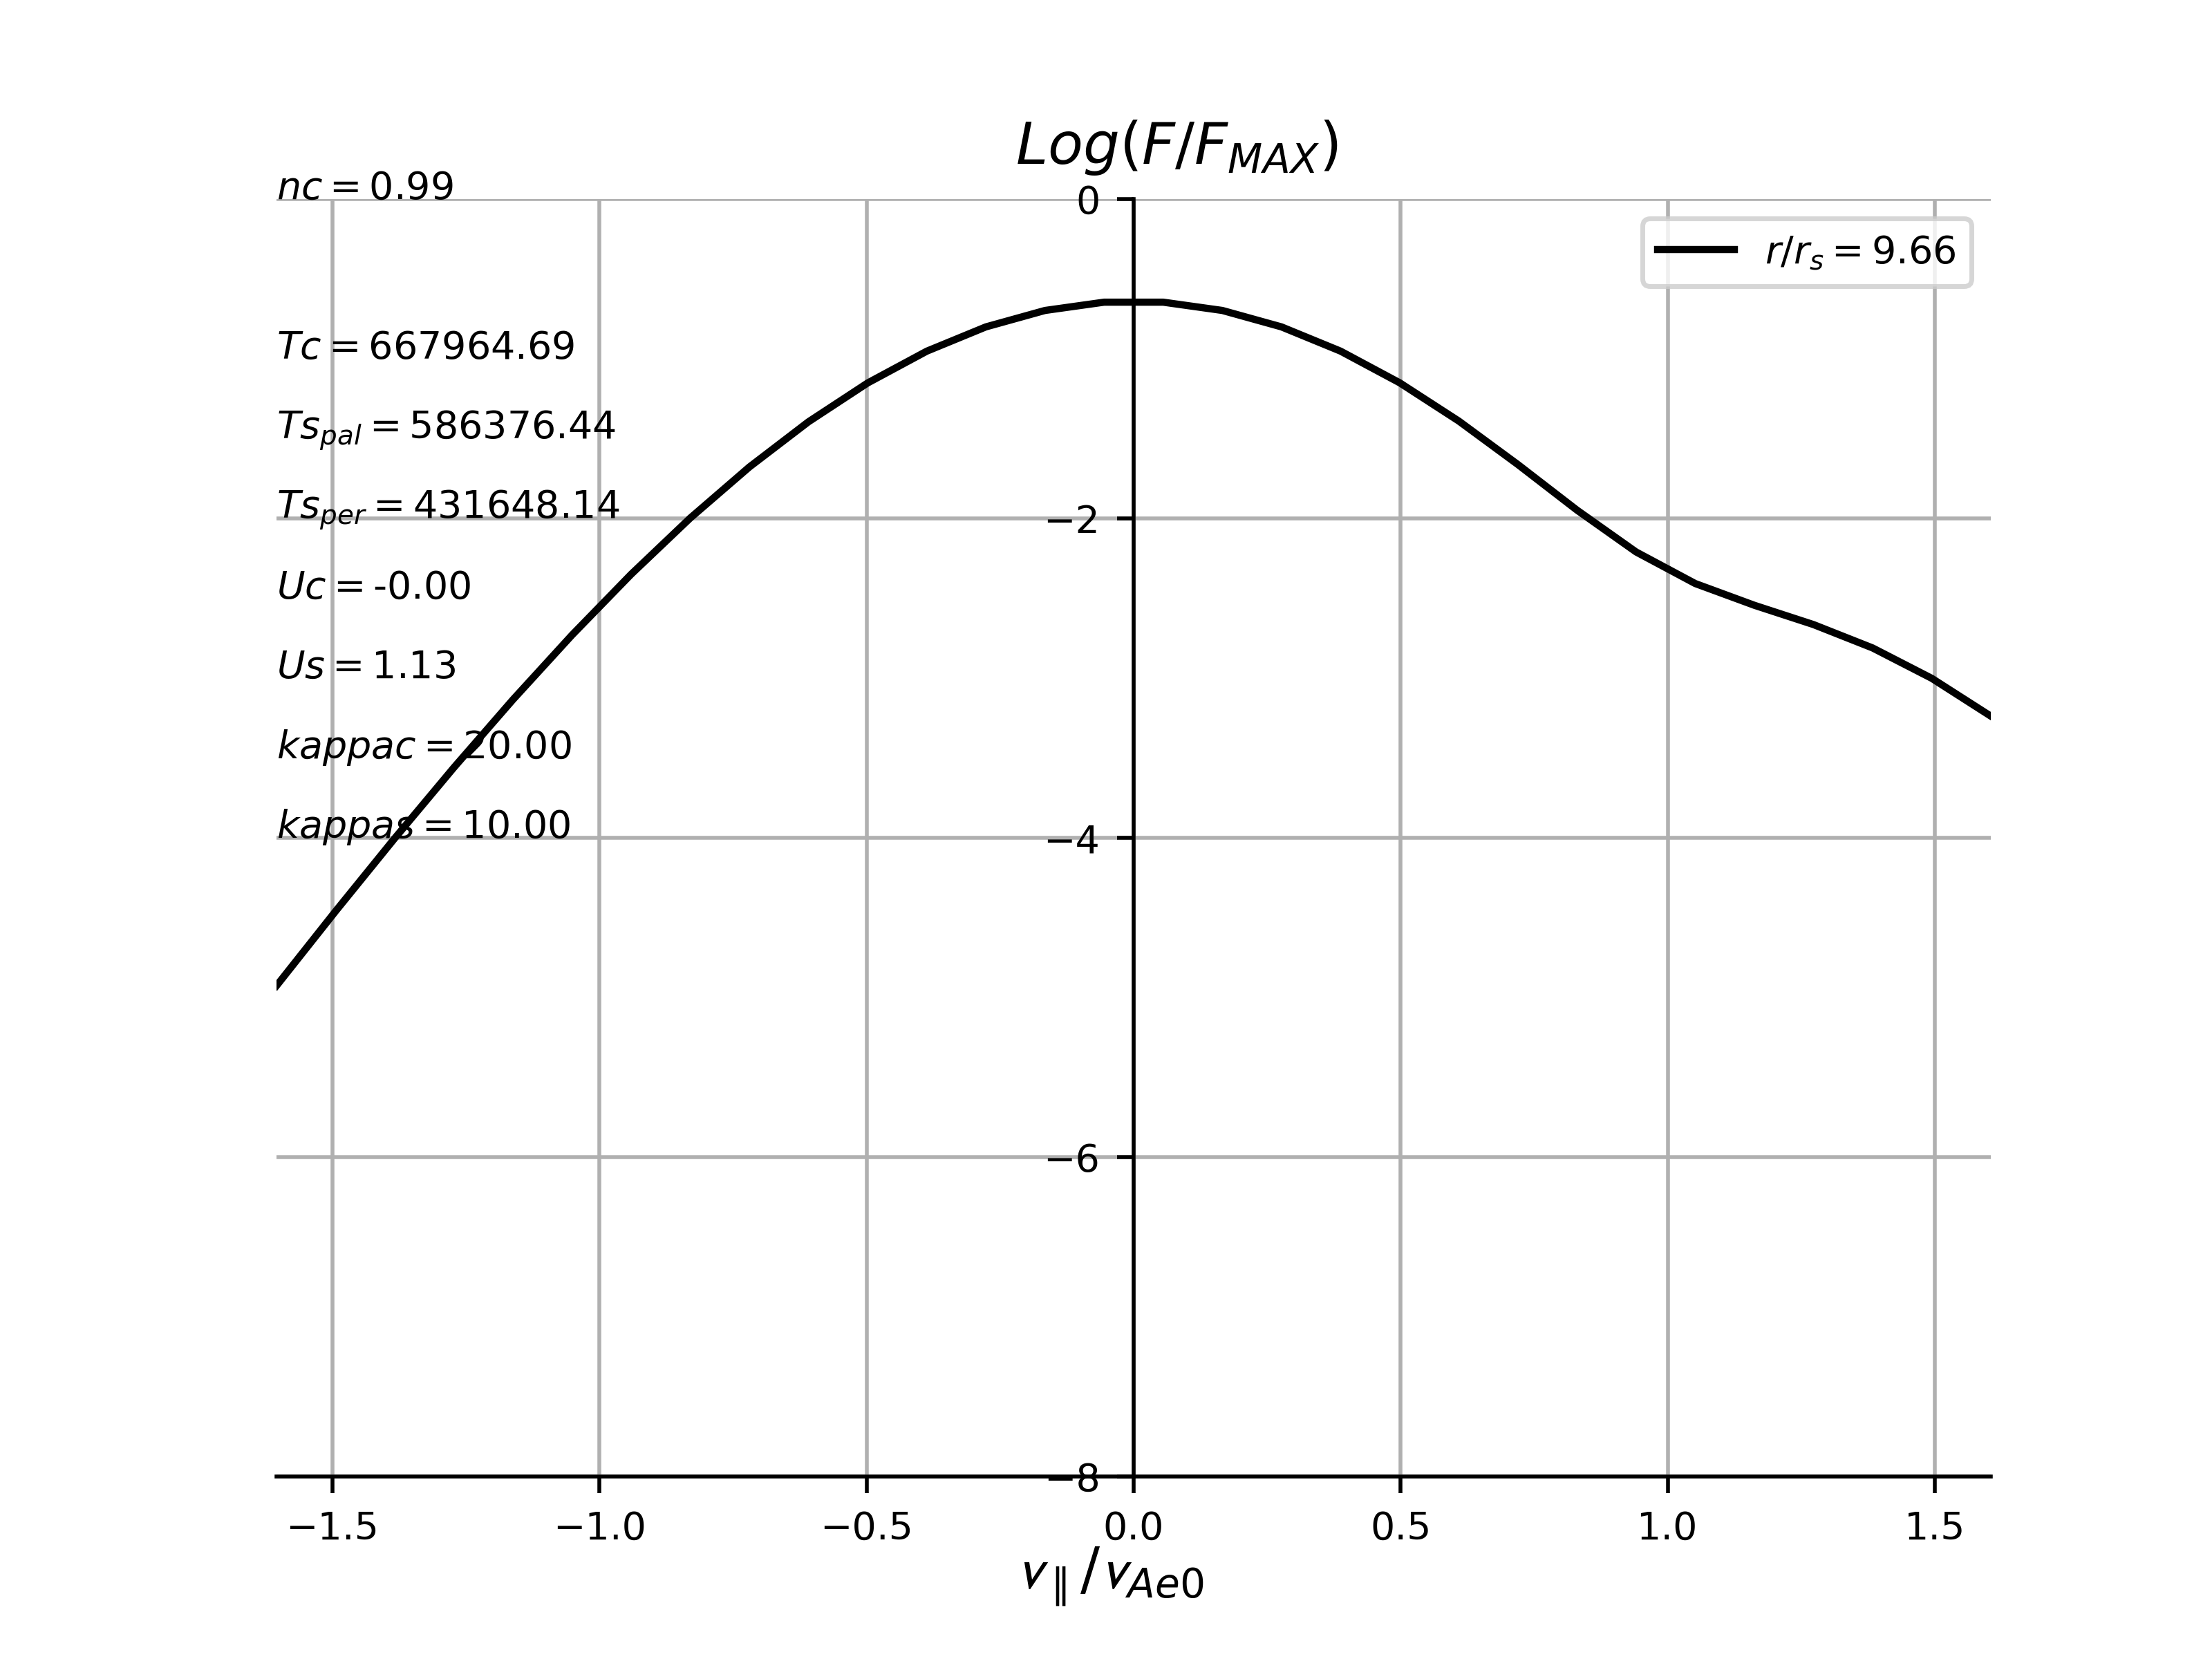 Log(F/F_MAX)
nc = 0.99
0
r/r_s = 9.66
Tc = 667964.69
Ts_pal = 586376.44
Ts_per = 431648.14
−2
Uc = -0.00
Us = 1.13
kappac = 20.00
kappas = 10.00
−4
−6
−8
−1.5 −1.0 −0.5 0.0 0.5 1.0 1.5
v_∥/v_Ae0